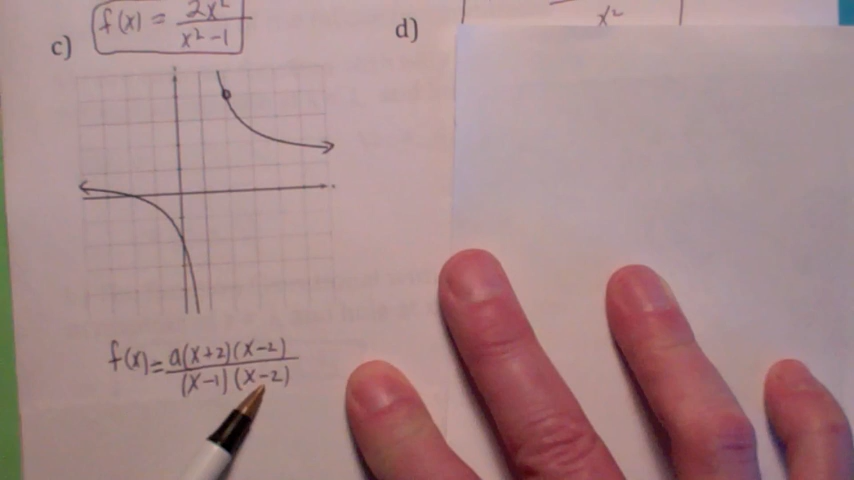 f(x) = 2x² / x²-1
c)
d)
x²
f(x) = a(x+2)(x-2) / (x-1)(x-2)